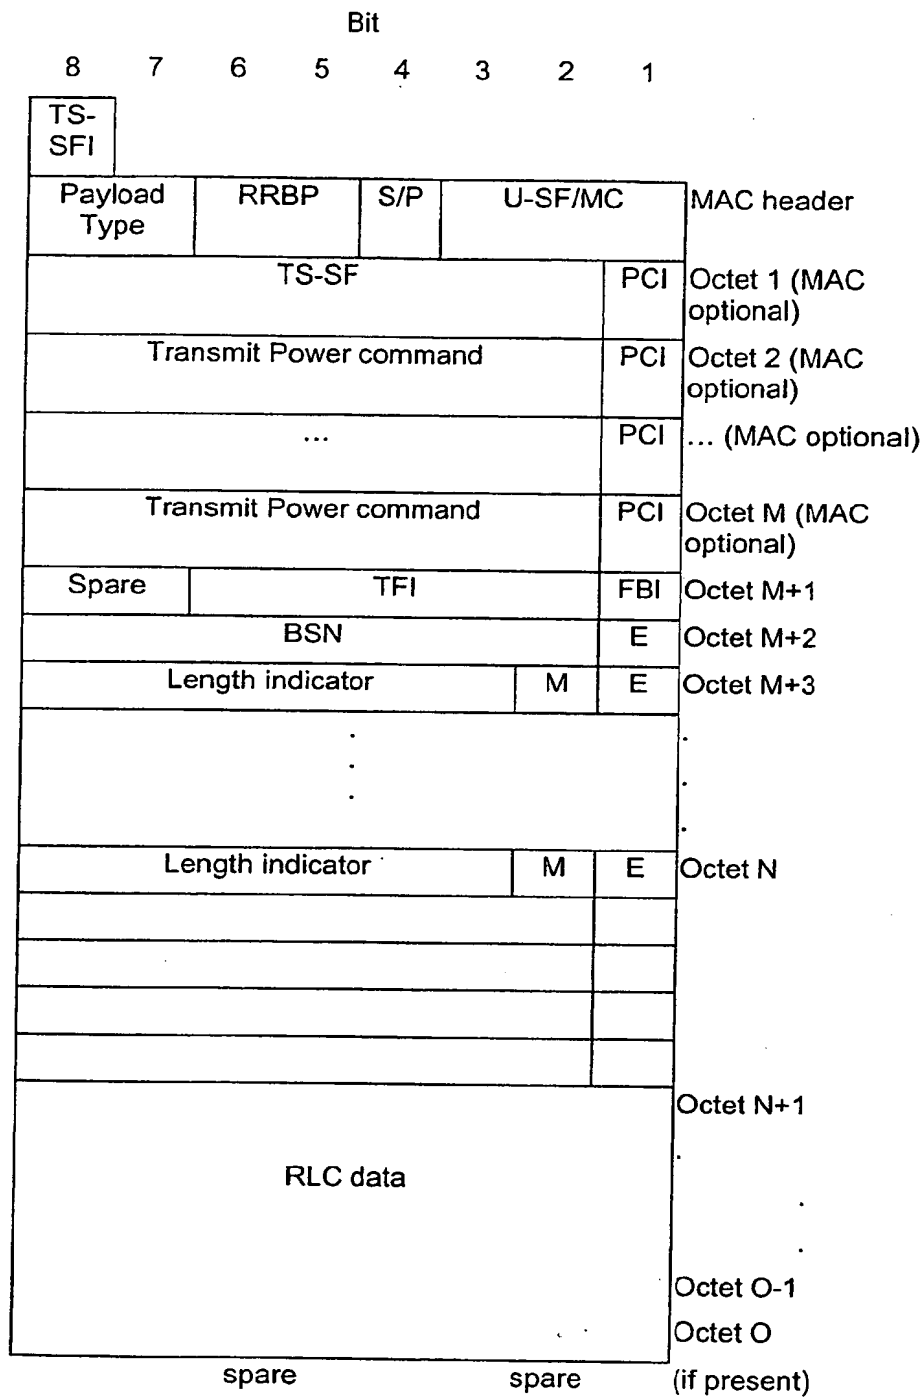 Bit
8 7 6 5 4 3 2 1
TS-
SFI
Payload
Type
RRBP
S/P
U-SF/MC
MAC header
TS-SF
PCI
Octet 1 (MAC
optional)
Transmit Power command
PCI
Octet 2 (MAC
optional)
...
PCI
... (MAC optional)
Transmit Power command
PCI
Octet M (MAC
optional)
Spare
TFI
FBI
Octet M+1
BSN
E
Octet M+2
Length indicator
M
E
Octet M+3
Length indicator
M
E
Octet N
Octet N+1
RLC data
Octet O-1
Octet O
spare
spare
(if present)